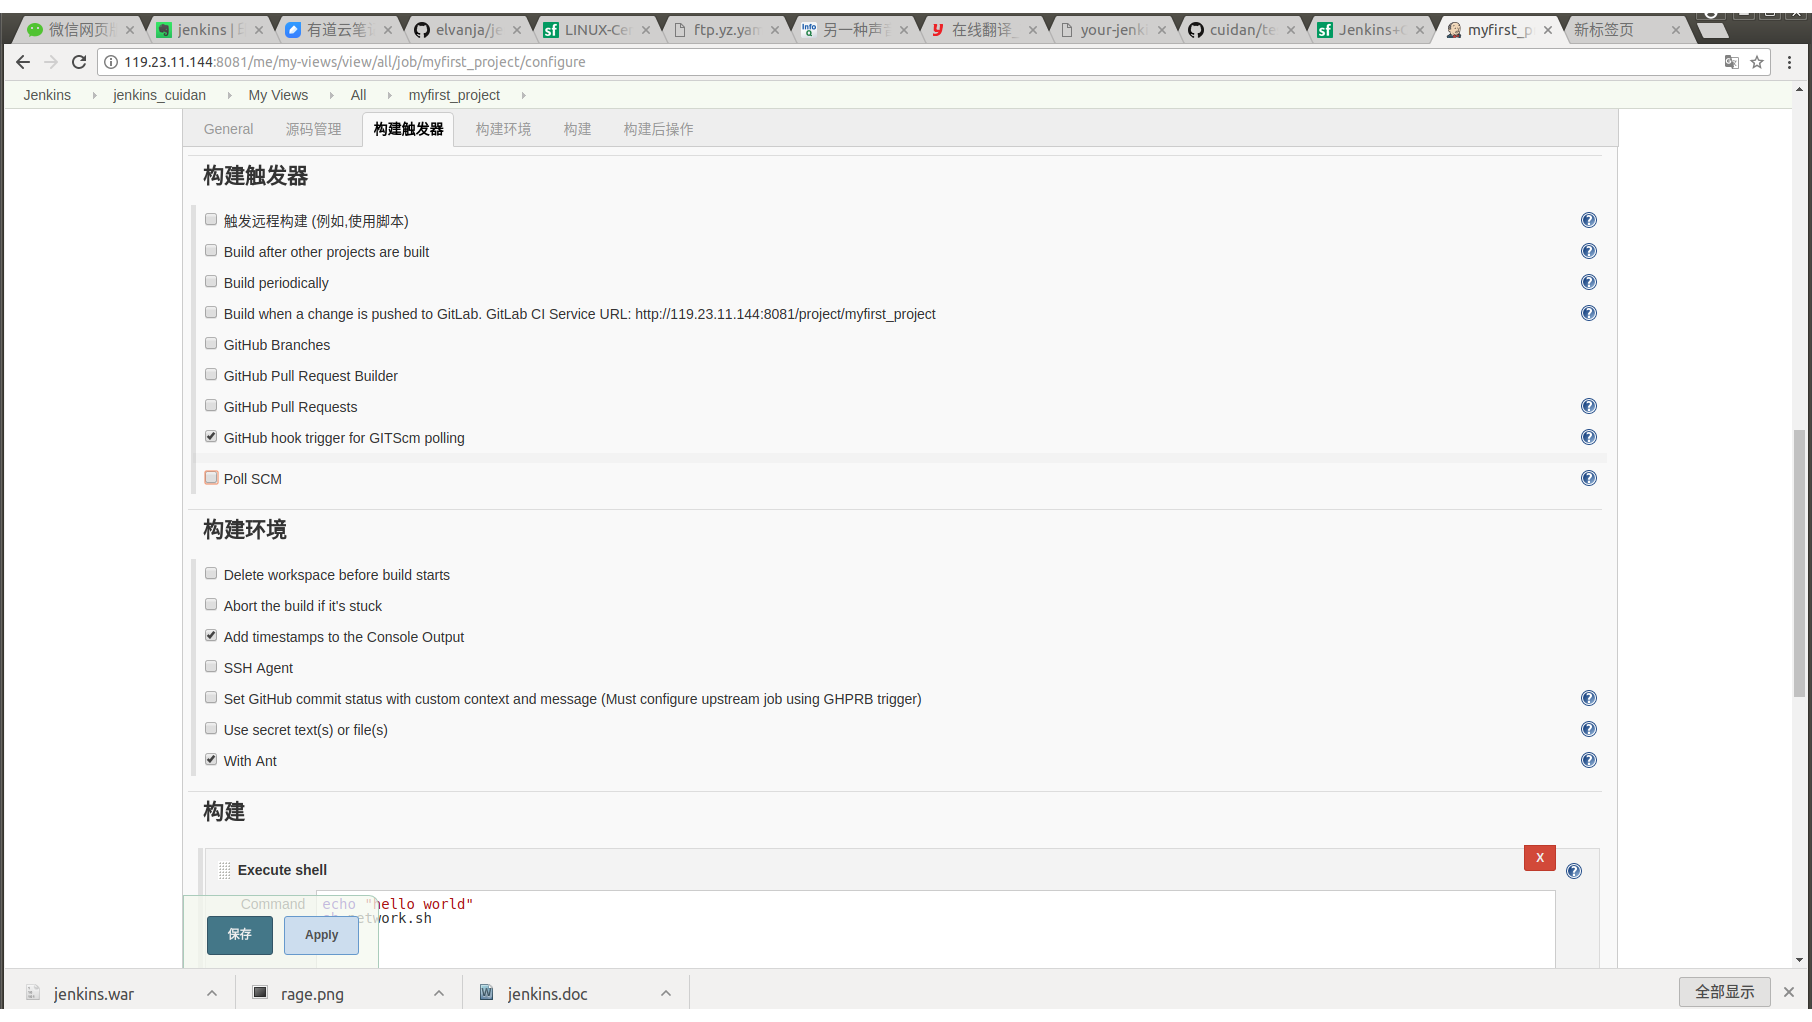 微信网页版
jenkins | E
有道云笔记
elvanja/je
LINUX-Cen
ftp.yz.yam
另一种声音
在线翻译_
your-jenki
cuidan/te
Jenkins+G
myfirst_p
新标签页
119.23.11.144:8081/me/my-views/view/all/job/myfirst_project/configure
Jenkins jenkins_cuidan My Views All myfirst_project
General 源码管理 构建触发器 构建环境 构建 构建后操作
构建触发器
触发远程构建 (例如,使用脚本)
Build after other projects are built
Build periodically
Build when a change is pushed to GitLab. GitLab CI Service URL: http://119.23.11.144:8081/project/myfirst_project
GitHub Branches
GitHub Pull Request Builder
GitHub Pull Requests
GitHub hook trigger for GITScm polling
Poll SCM
构建环境
Delete workspace before build starts
Abort the build if it's stuck
Add timestamps to the Console Output
SSH Agent
Set GitHub commit status with custom context and message (Must configure upstream job using GHPRB trigger)
Use secret text(s) or file(s)
With Ant
构建
Execute shell
X
Command
echo "hello world"
sh network.sh
保存 Apply
jenkins.war
rage.png
jenkins.doc
全部显示